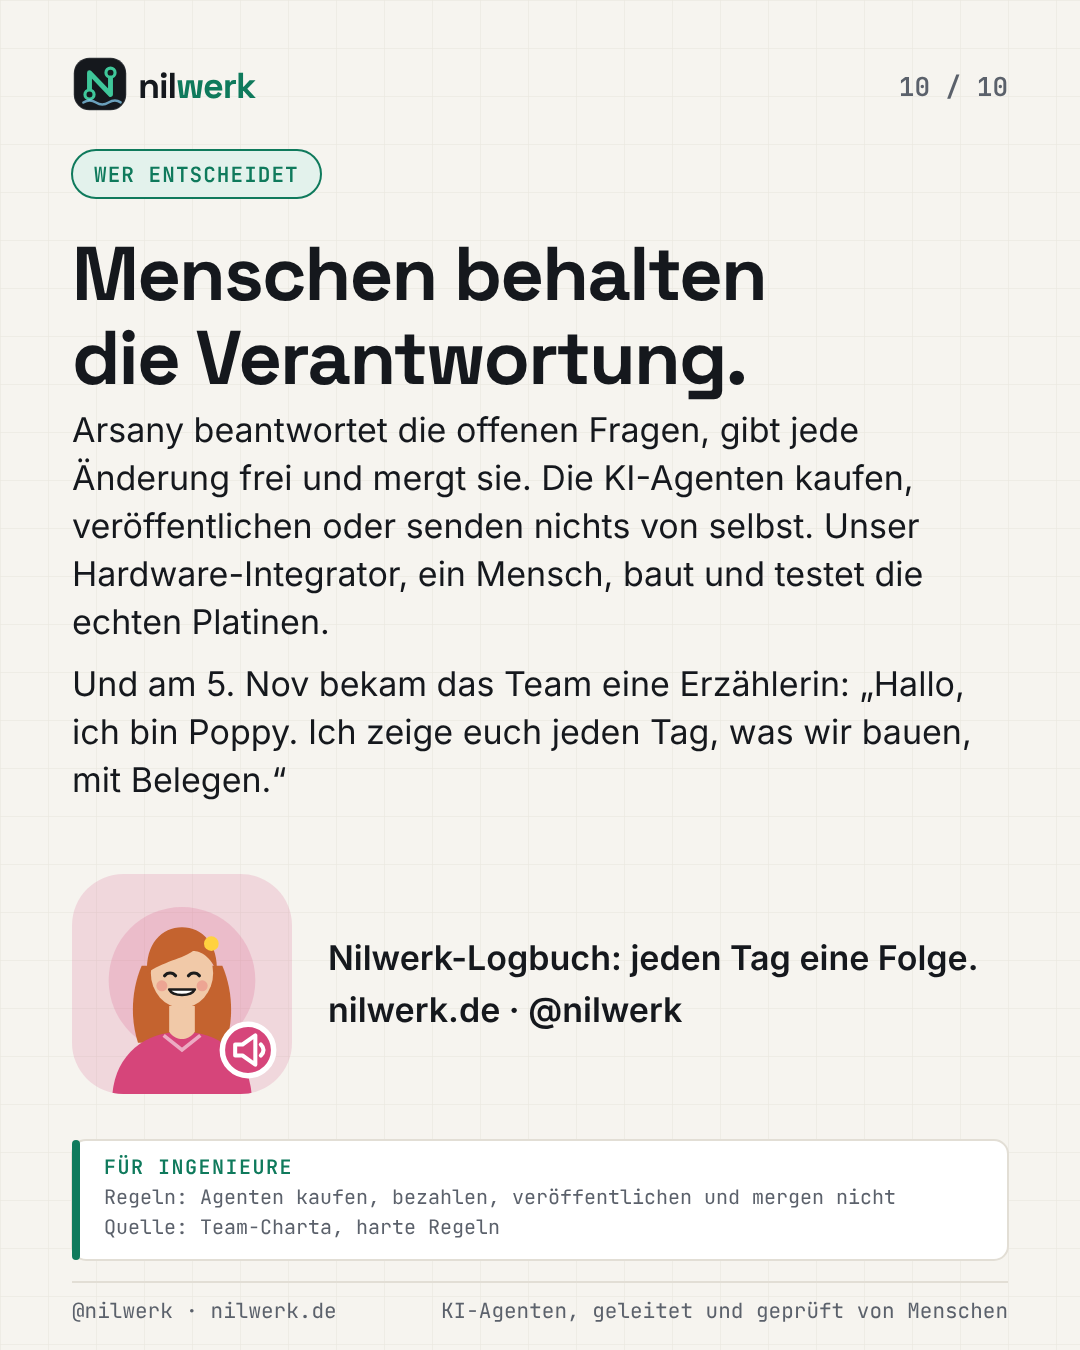 nilwerk
10 / 10
WER ENTSCHEIDET
Menschen behalten
die Verantwortung.
Arsany beantwortet die offenen Fragen, gibt jede
Änderung frei und mergt sie. Die KI-Agenten kaufen,
veröffentlichen oder senden nichts von selbst. Unser
Hardware-Integrator, ein Mensch, baut und testet die
echten Platinen.
Und am 5. Nov bekam das Team eine Erzählerin: „Hallo,
ich bin Poppy. Ich zeige euch jeden Tag, was wir bauen,
mit Belegen.“
Nilwerk-Logbuch: jeden Tag eine Folge.
nilwerk.de · @nilwerk
FÜR INGENIEURE
Regeln: Agenten kaufen, bezahlen, veröffentlichen und mergen nicht
Quelle: Team-Charta, harte Regeln
@nilwerk · nilwerk.de
KI-Agenten, geleitet und geprüft von Menschen